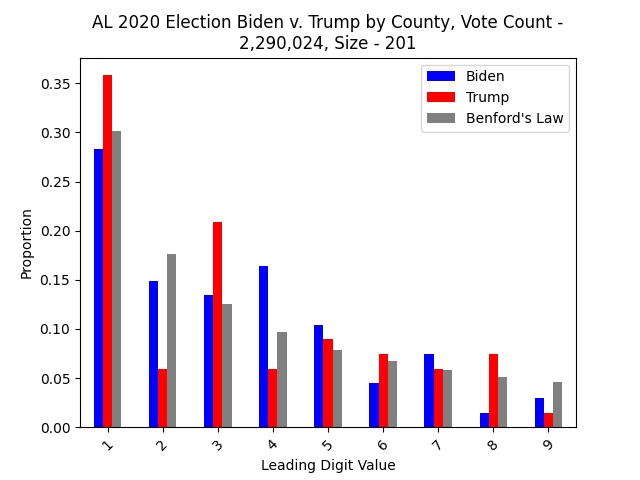 AL 2020 Election Biden v. Trump by County, Vote Count -
2,290,024, Size - 201
Biden
Trump
Benford's Law
0.35
0.30
0.25
0.20
0.15
0.10
0.05
0.00
Proportion
1 2 3 4 5 6 7 8 9
Leading Digit Value